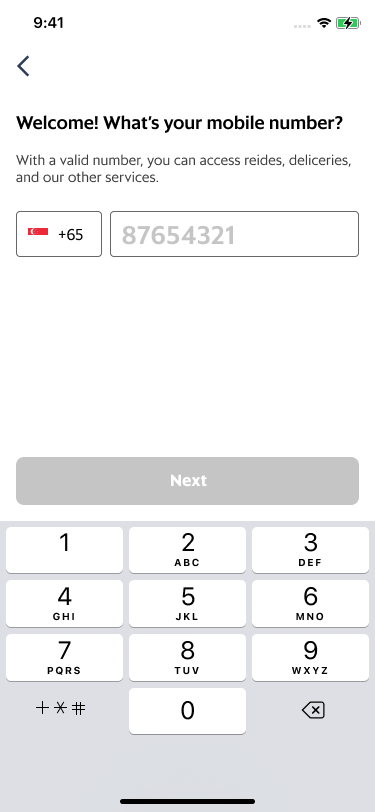 9:41
Welcome! What's your mobile number?
With a valid number, you can access reides, deliceries,
and our other services.
+65 87654321
Next
1 2 3
ABC DEF
4 5 6
GHI JKL MNO
7 8 9
PQRS TUV WXYZ
+*# 0